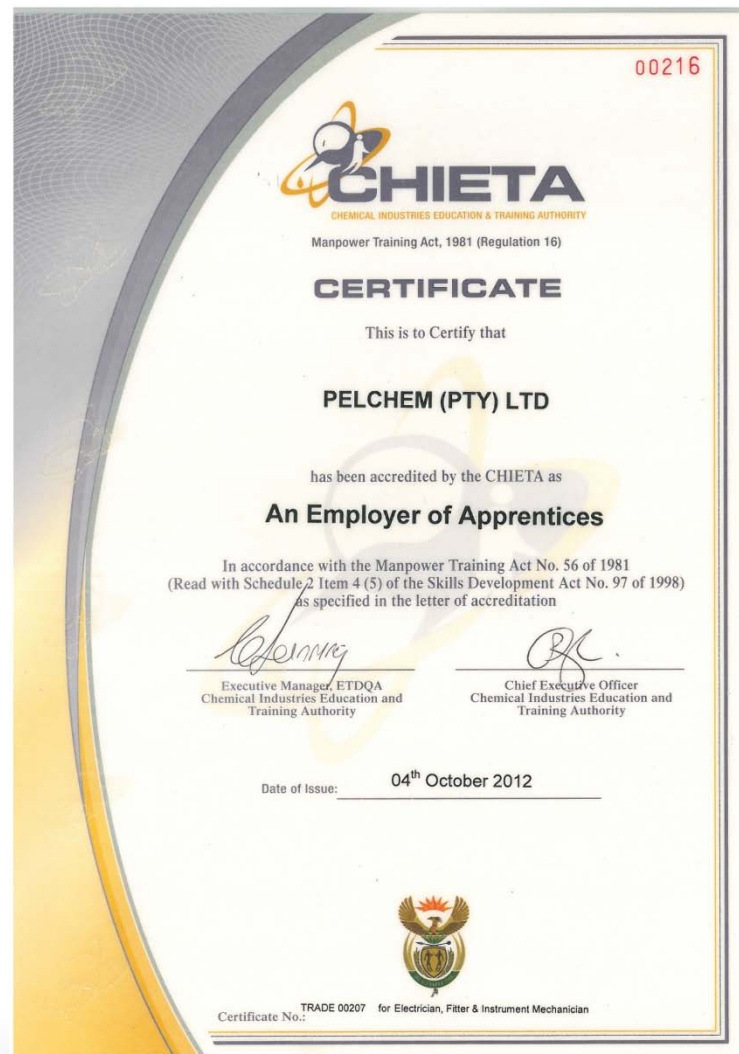 00216
CHIETA
CHEMICAL INDUSTRIES EDUCATION & TRAINING AUTHORITY
Manpower Training Act, 1981 (Regulation 16)
CERTIFICATE
This is to Certify that
PELCHEM (PTY) LTD
has been accredited by the CHIETA as
An Employer of Apprentices
In accordance with the Manpower Training Act No. 56 of 1981
(Read with Schedule 2 Item 4 (5) of the Skills Development Act No. 97 of 1998)
as specified in the letter of accreditation
Executive Manager, ETDQA
Chemical Industries Education and
Training Authority
Chief Executive Officer
Chemical Industries Education and
Training Authority
Date of Issue: 04th October 2012
Certificate No.: TRADE 00207 for Electrician, Fitter & Instrument Mechanician